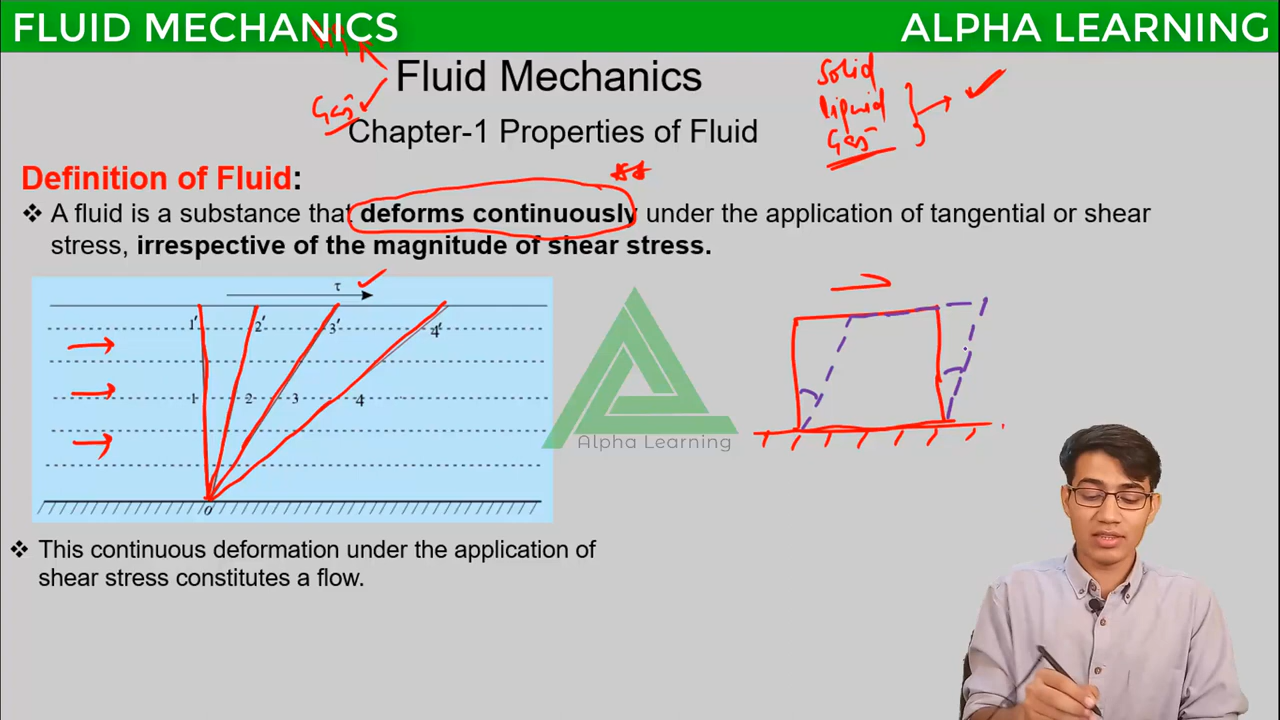 FLUID MECHANICS
ALPHA LEARNING
Fluid Mechanics
Solid
liquid
Gas
Gas
Chapter-1 Properties of Fluid
Definition of Fluid:
❖ A fluid is a substance that deforms continuously under the application of tangential or shear
stress, irrespective of the magnitude of shear stress.
τ
1' 2' 3' 4'
1 2 3 4
o
Alpha Learning
❖ This continuous deformation under the application of
shear stress constitutes a flow.